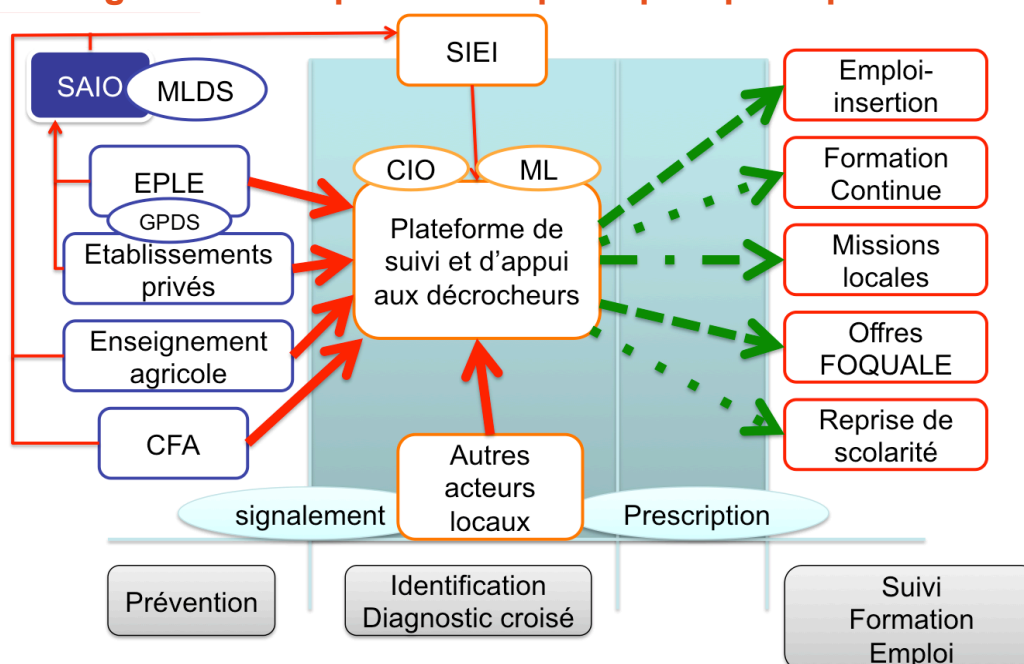 SIEI
SAIO
MLDS
EPLE
GPDS
Etablissements
privés
Enseignement
agricole
CFA
CIO
ML
Plateforme de
suivi et d’appui
aux décrocheurs
Autres
acteurs
locaux
signalement
Prescription
Emploi-
insertion
Formation
Continue
Missions
locales
Offres
FOQUALE
Reprise de
scolarité
Prévention
Identification
Diagnostic croisé
Suivi
Formation
Emploi